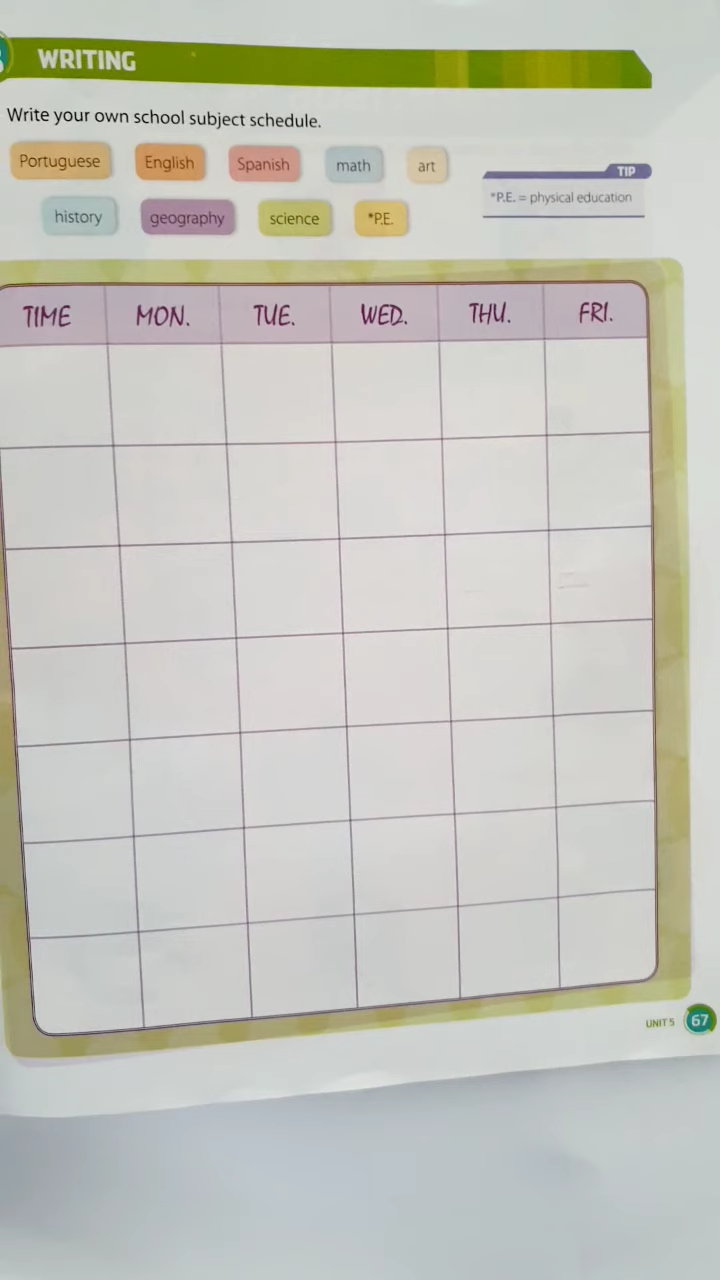 WRITING
Write your own school subject schedule.
Portuguese English Spanish math art
TIP
*P.E. = physical education
history geography science *P.E.
TIME MON. TUE. WED. THU. FRI.
UNIT 5 67